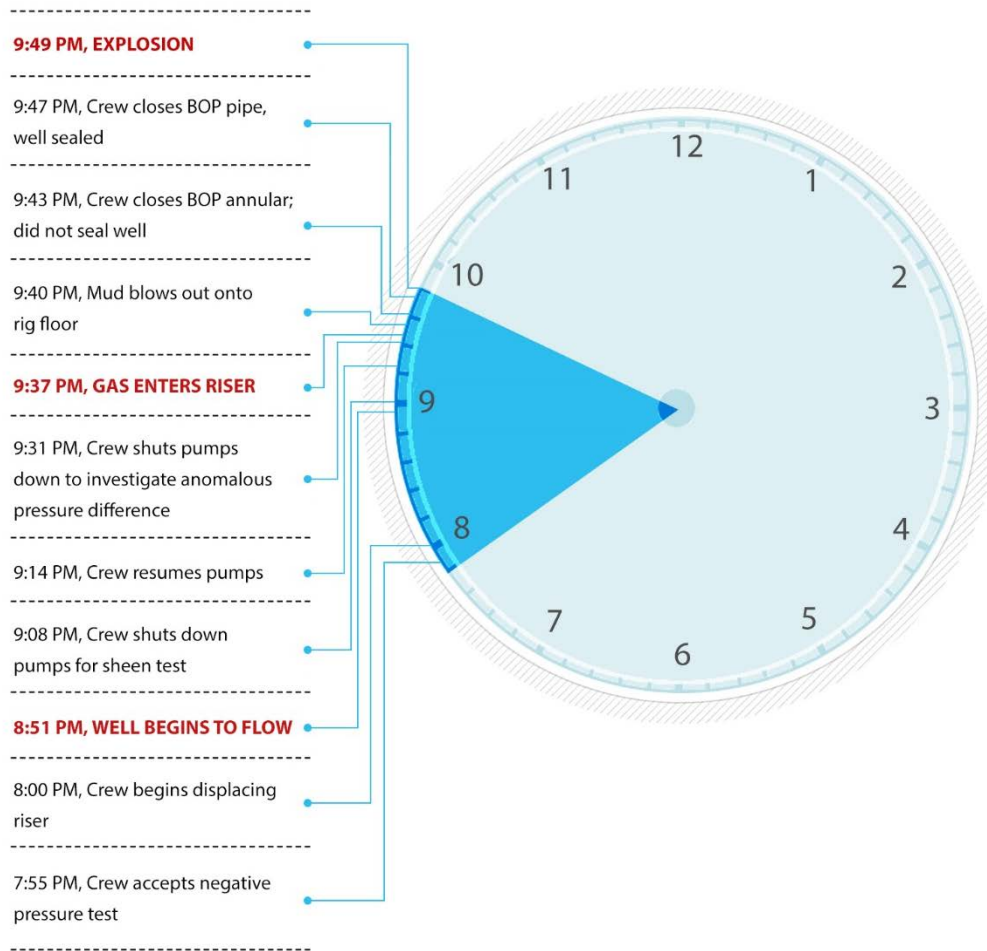 9:49 PM, EXPLOSION
9:47 PM, Crew closes BOP pipe,
well sealed
9:43 PM, Crew closes BOP annular;
did not seal well
9:40 PM, Mud blows out onto
rig floor
9:37 PM, GAS ENTERS RISER
9:31 PM, Crew shuts pumps
down to investigate anomalous
pressure difference
9:14 PM, Crew resumes pumps
9:08 PM, Crew shuts down
pumps for sheen test
8:51 PM, WELL BEGINS TO FLOW
8:00 PM, Crew begins displacing
riser
7:55 PM, Crew accepts negative
pressure test
12
1
2
3
4
5
6
7
8
9
10
11